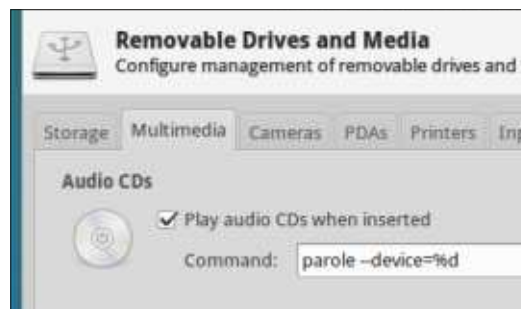 Removable Drives and Media
Configure management of removable drives and
Storage Multimedia Cameras PDAs Printers Inp
Audio CDs
Play audio CDs when inserted
Command: parole --device=%d